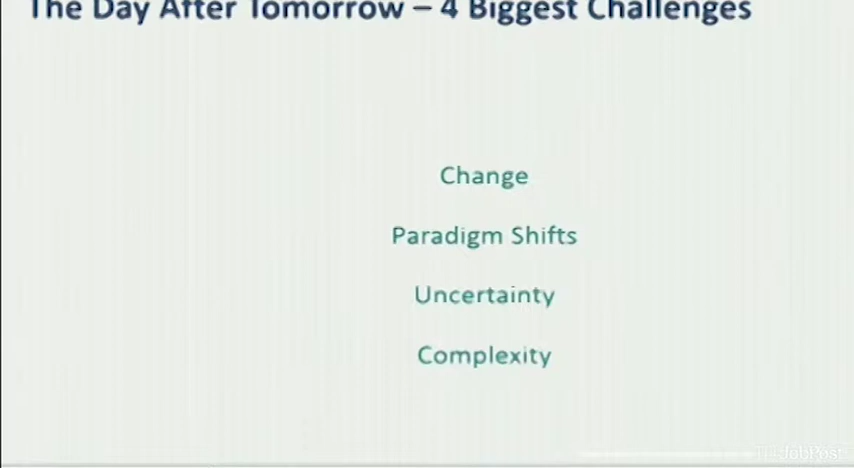 The Day After Tomorrow – 4 Biggest Challenges
Change
Paradigm Shifts
Uncertainty
Complexity